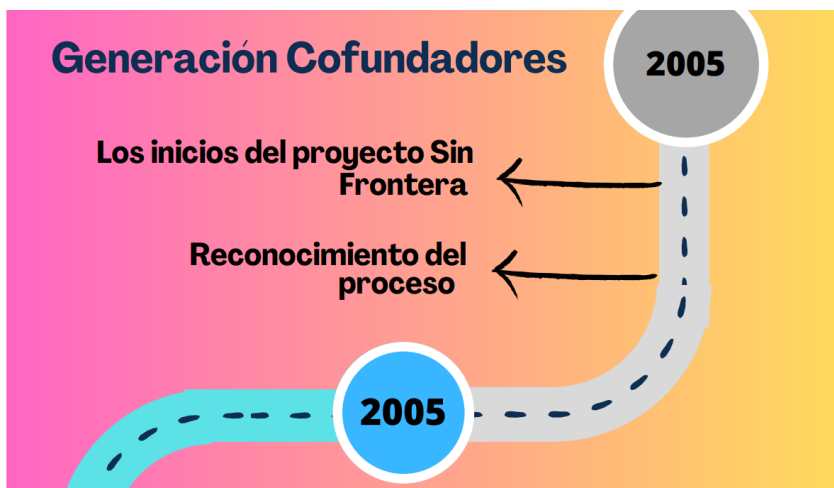 Generación Cofundadores
2005
Los inicios del proyecto Sin
Frontera
Reconocimiento del
proceso
2005